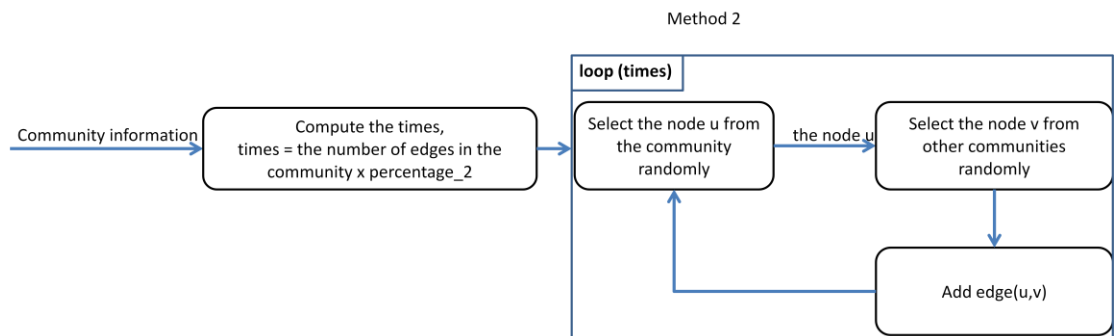 Method 2
loop (times)
Community information
Compute the times,
times = the number of edges in the
community x percentage_2
Select the node u from
the community
randomly
the node u
Select the node v from
other communities
randomly
Add edge(u,v)